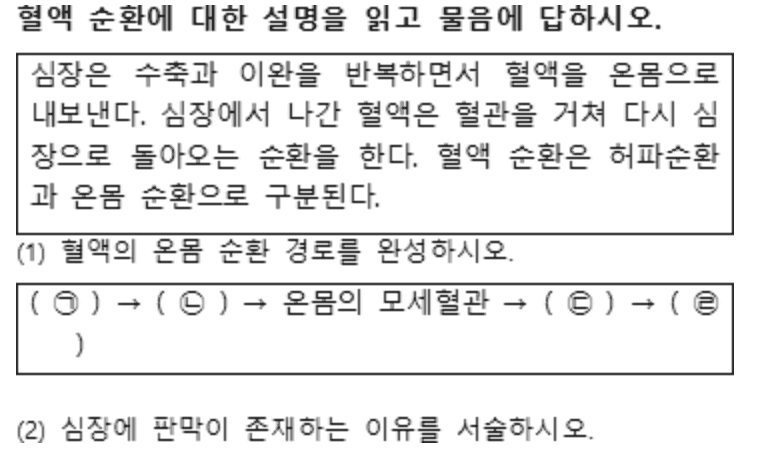 혈액 순환에 대한 설명을 읽고 물음에 답하시오.
심장은 수축과 이완을 반복하면서 혈액을 온몸으로
내보낸다. 심장에서 나간 혈액은 혈관을 거쳐 다시 심
장으로 돌아오는 순환을 한다. 혈액 순환은 허파순환
과 온몸 순환으로 구분된다.
(1) 혈액의 온몸 순환 경로를 완성하시오.
( ㉠ ) → ( ㉡ ) → 온몸의 모세혈관 → ( ㉢ ) → ( ㉣
)
(2) 심장에 판막이 존재하는 이유를 서술하시오.